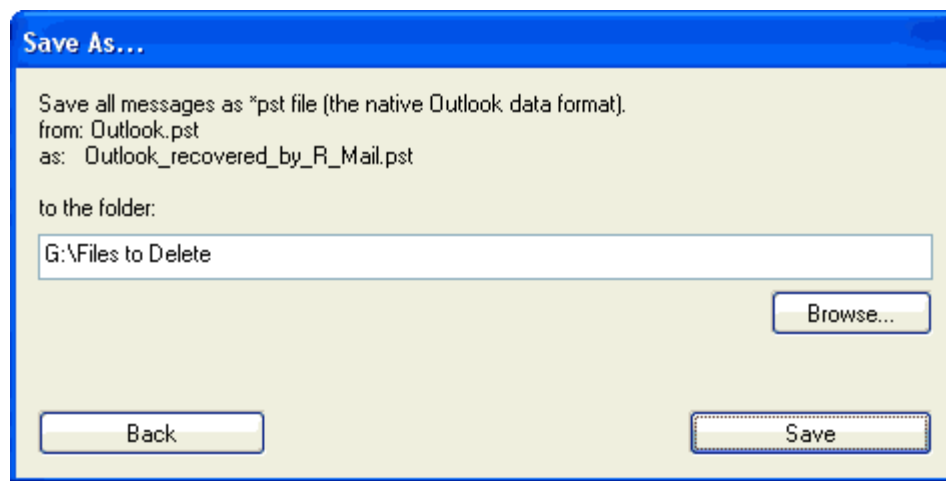 Save As...
Save all messages as *pst file (the native Outlook data format).
from: Outlook.pst
as: Outlook_recovered_by_R_Mail.pst
to the folder:
G:\Files to Delete
Browse...
Back
Save